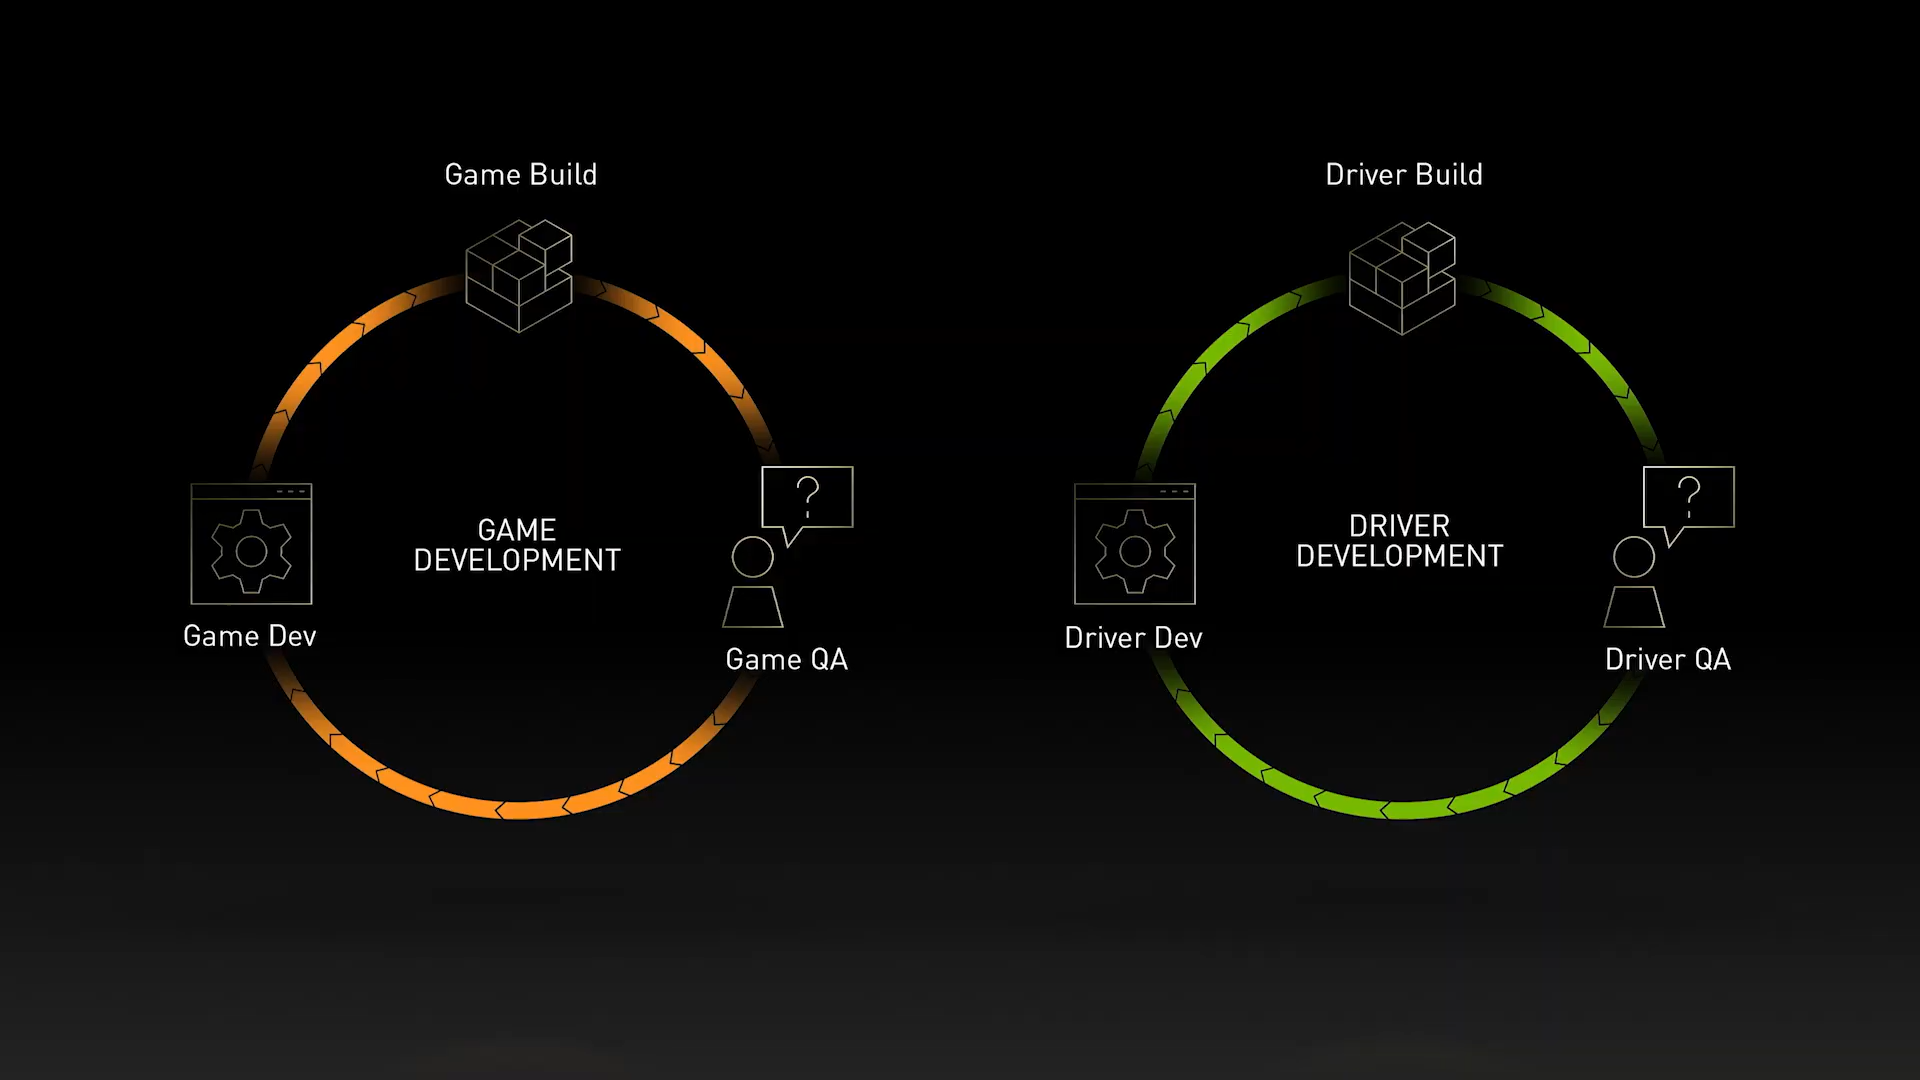 Game Build
GAME
DEVELOPMENT
Game Dev
?
Game QA
Driver Build
DRIVER
DEVELOPMENT
Driver Dev
?
Driver QA